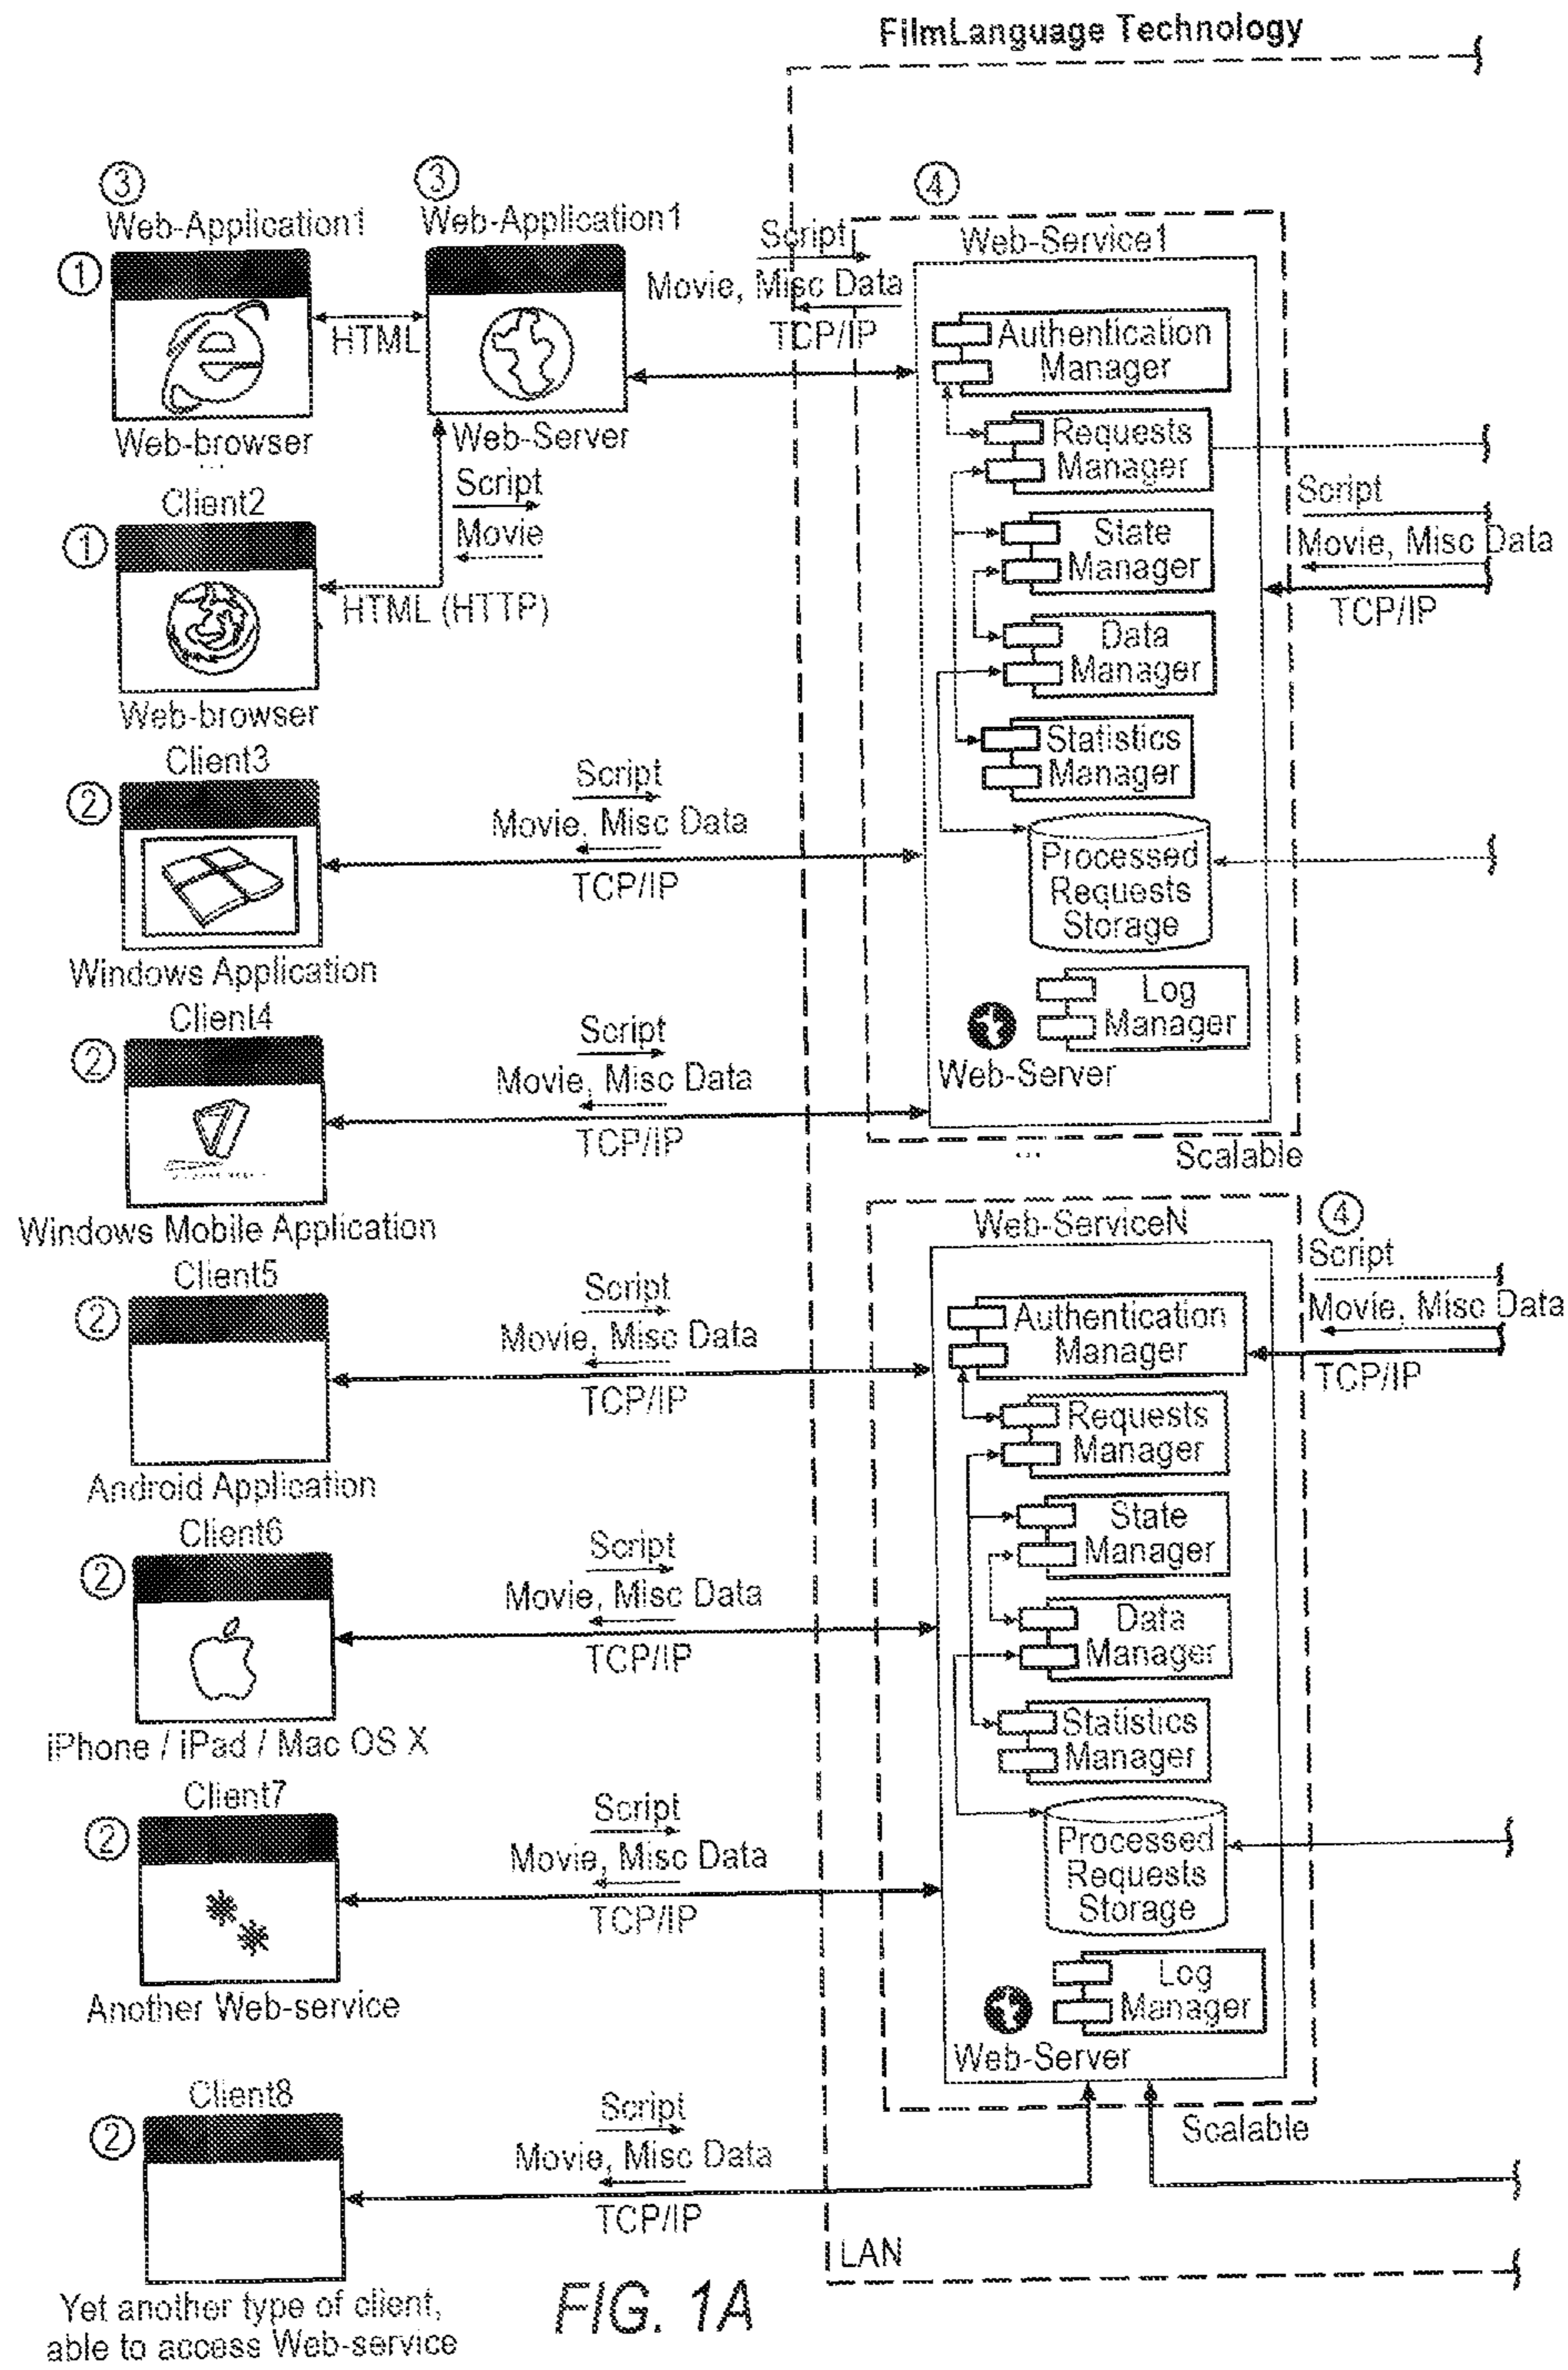 FilmLanguage Technology
③
Web-Application1
①
Web-browser
...
③
Web-Application1
HTML
Web-Server
Script
Movie
HTML (HTTP)
Client2
①
Web-browser
Client3
②
Windows Application
Script
Movie, Misc Data
TCP/IP
Client4
②
Windows Mobile Application
Script
Movie, Misc Data
TCP/IP
Client5
②
Android Application
Script
Movie, Misc Data
TCP/IP
Client6
②
iPhone / iPad / Mac OS X
Script
Movie, Misc Data
TCP/IP
Client7
②
Another Web-service
Script
Movie, Misc Data
TCP/IP
Client8
②
Yet another type of client,
able to access Web-service
Script
Movie, Misc Data
TCP/IP
Script
Movie, Misc Data
TCP/IP
④
Web-Service1
Authentication
Manager
Requests
Manager
State
Manager
Data
Manager
Statistics
Manager
Processed
Requests
Storage
Log
Manager
Web-Server
...
Scalable
Script
Movie, Misc Data
TCP/IP
Web-ServiceN
④
Script
Movie, Misc Data
TCP/IP
Authentication
Manager
Requests
Manager
State
Manager
Data
Manager
Statistics
Manager
Processed
Requests
Storage
Log
Manager
Web-Server
Scalable
LAN
FIG. 1A